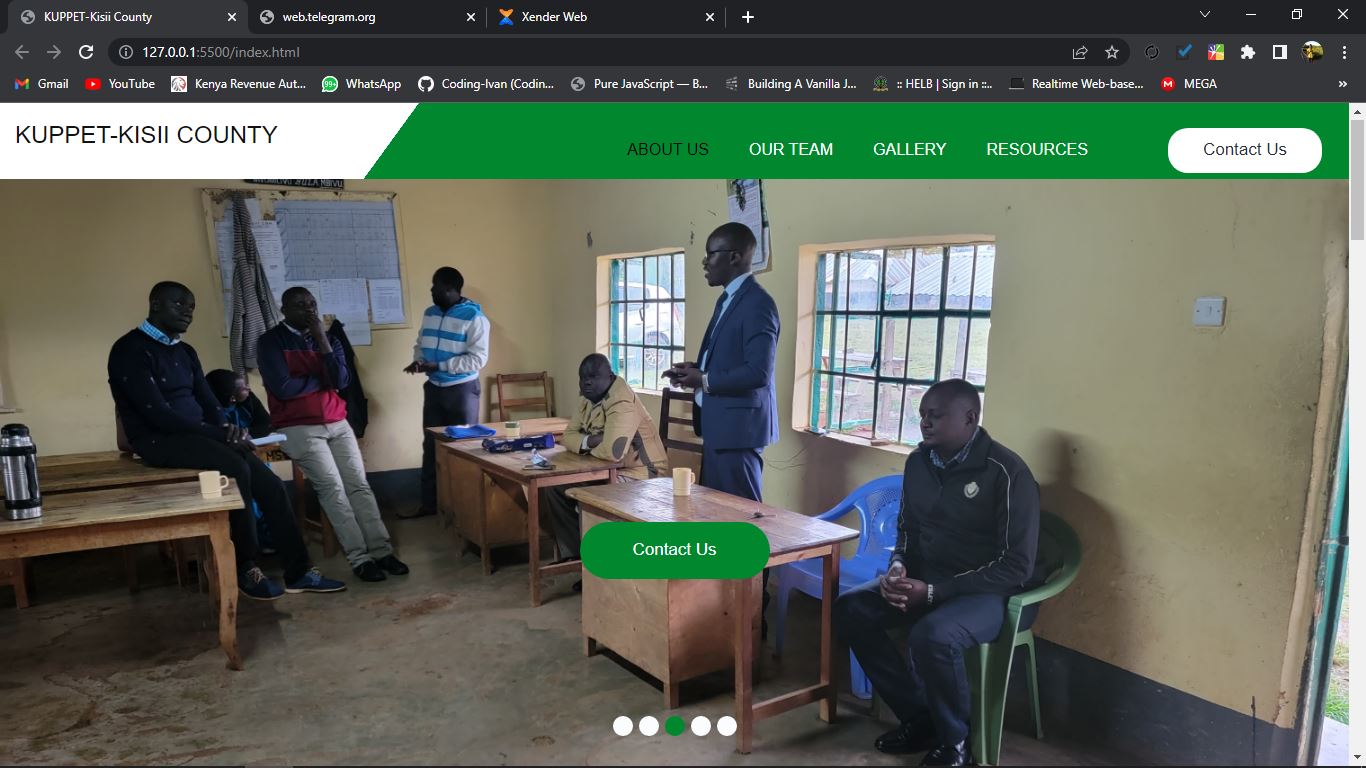 KUPPET-Kisii County
web.telegram.org
Xender Web
127.0.0.1:5500/index.html
Gmail
YouTube
Kenya Revenue Aut...
99+
WhatsApp
Coding-Ivan (Codin...
Pure JavaScript — B...
Building A Vanilla J...
:: HELB | Sign in ::..
Realtime Web-base...
MEGA
»
KUPPET-KISII COUNTY
ABOUT US
OUR TEAM
GALLERY
RESOURCES
Contact Us
Contact Us